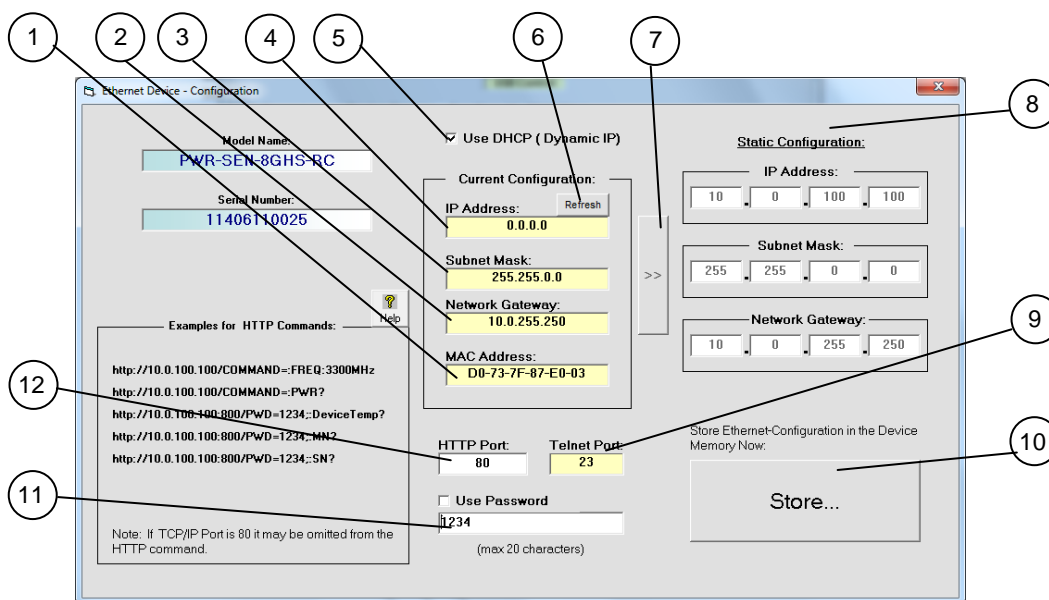 1 2 3 4 5 6 7
8
Ethernet Device - Configuration
Model Name:
PWR-SEN-8GHS-RC
Serial Number:
11406110025
Use DHCP ( Dynamic IP)
Current Configuration:
Refresh
IP Address:
0.0.0.0
Subnet Mask:
255.255.0.0
Network Gateway:
10.0.255.250
MAC Address:
D0-73-7F-87-E0-03
>>
Static Configuration:
IP Address:
10 . 0 . 100 . 100
Subnet Mask:
255 . 255 . 0 . 0
Network Gateway:
10 . 0 . 255 . 250
9
?
Help
Examples for HTTP Commands:
http://10.0.100.100/COMMAND=:FREQ:3300MHz
http://10.0.100.100/COMMAND=:PWR?
http://10.0.100.100:800/PWD=1234;:DeviceTemp?
http://10.0.100.100:800/PWD=1234;:MN?
http://10.0.100.100:800/PWD=1234;:SN?
Note: If TCP/IP Port is 80 it may be omitted from the
HTTP command.
12
11
HTTP Port:
80
Telnet Port:
23
Use Password
1234
(max 20 characters)
Store Ethernet-Configuration in the Device
Memory Now:
10
Store...